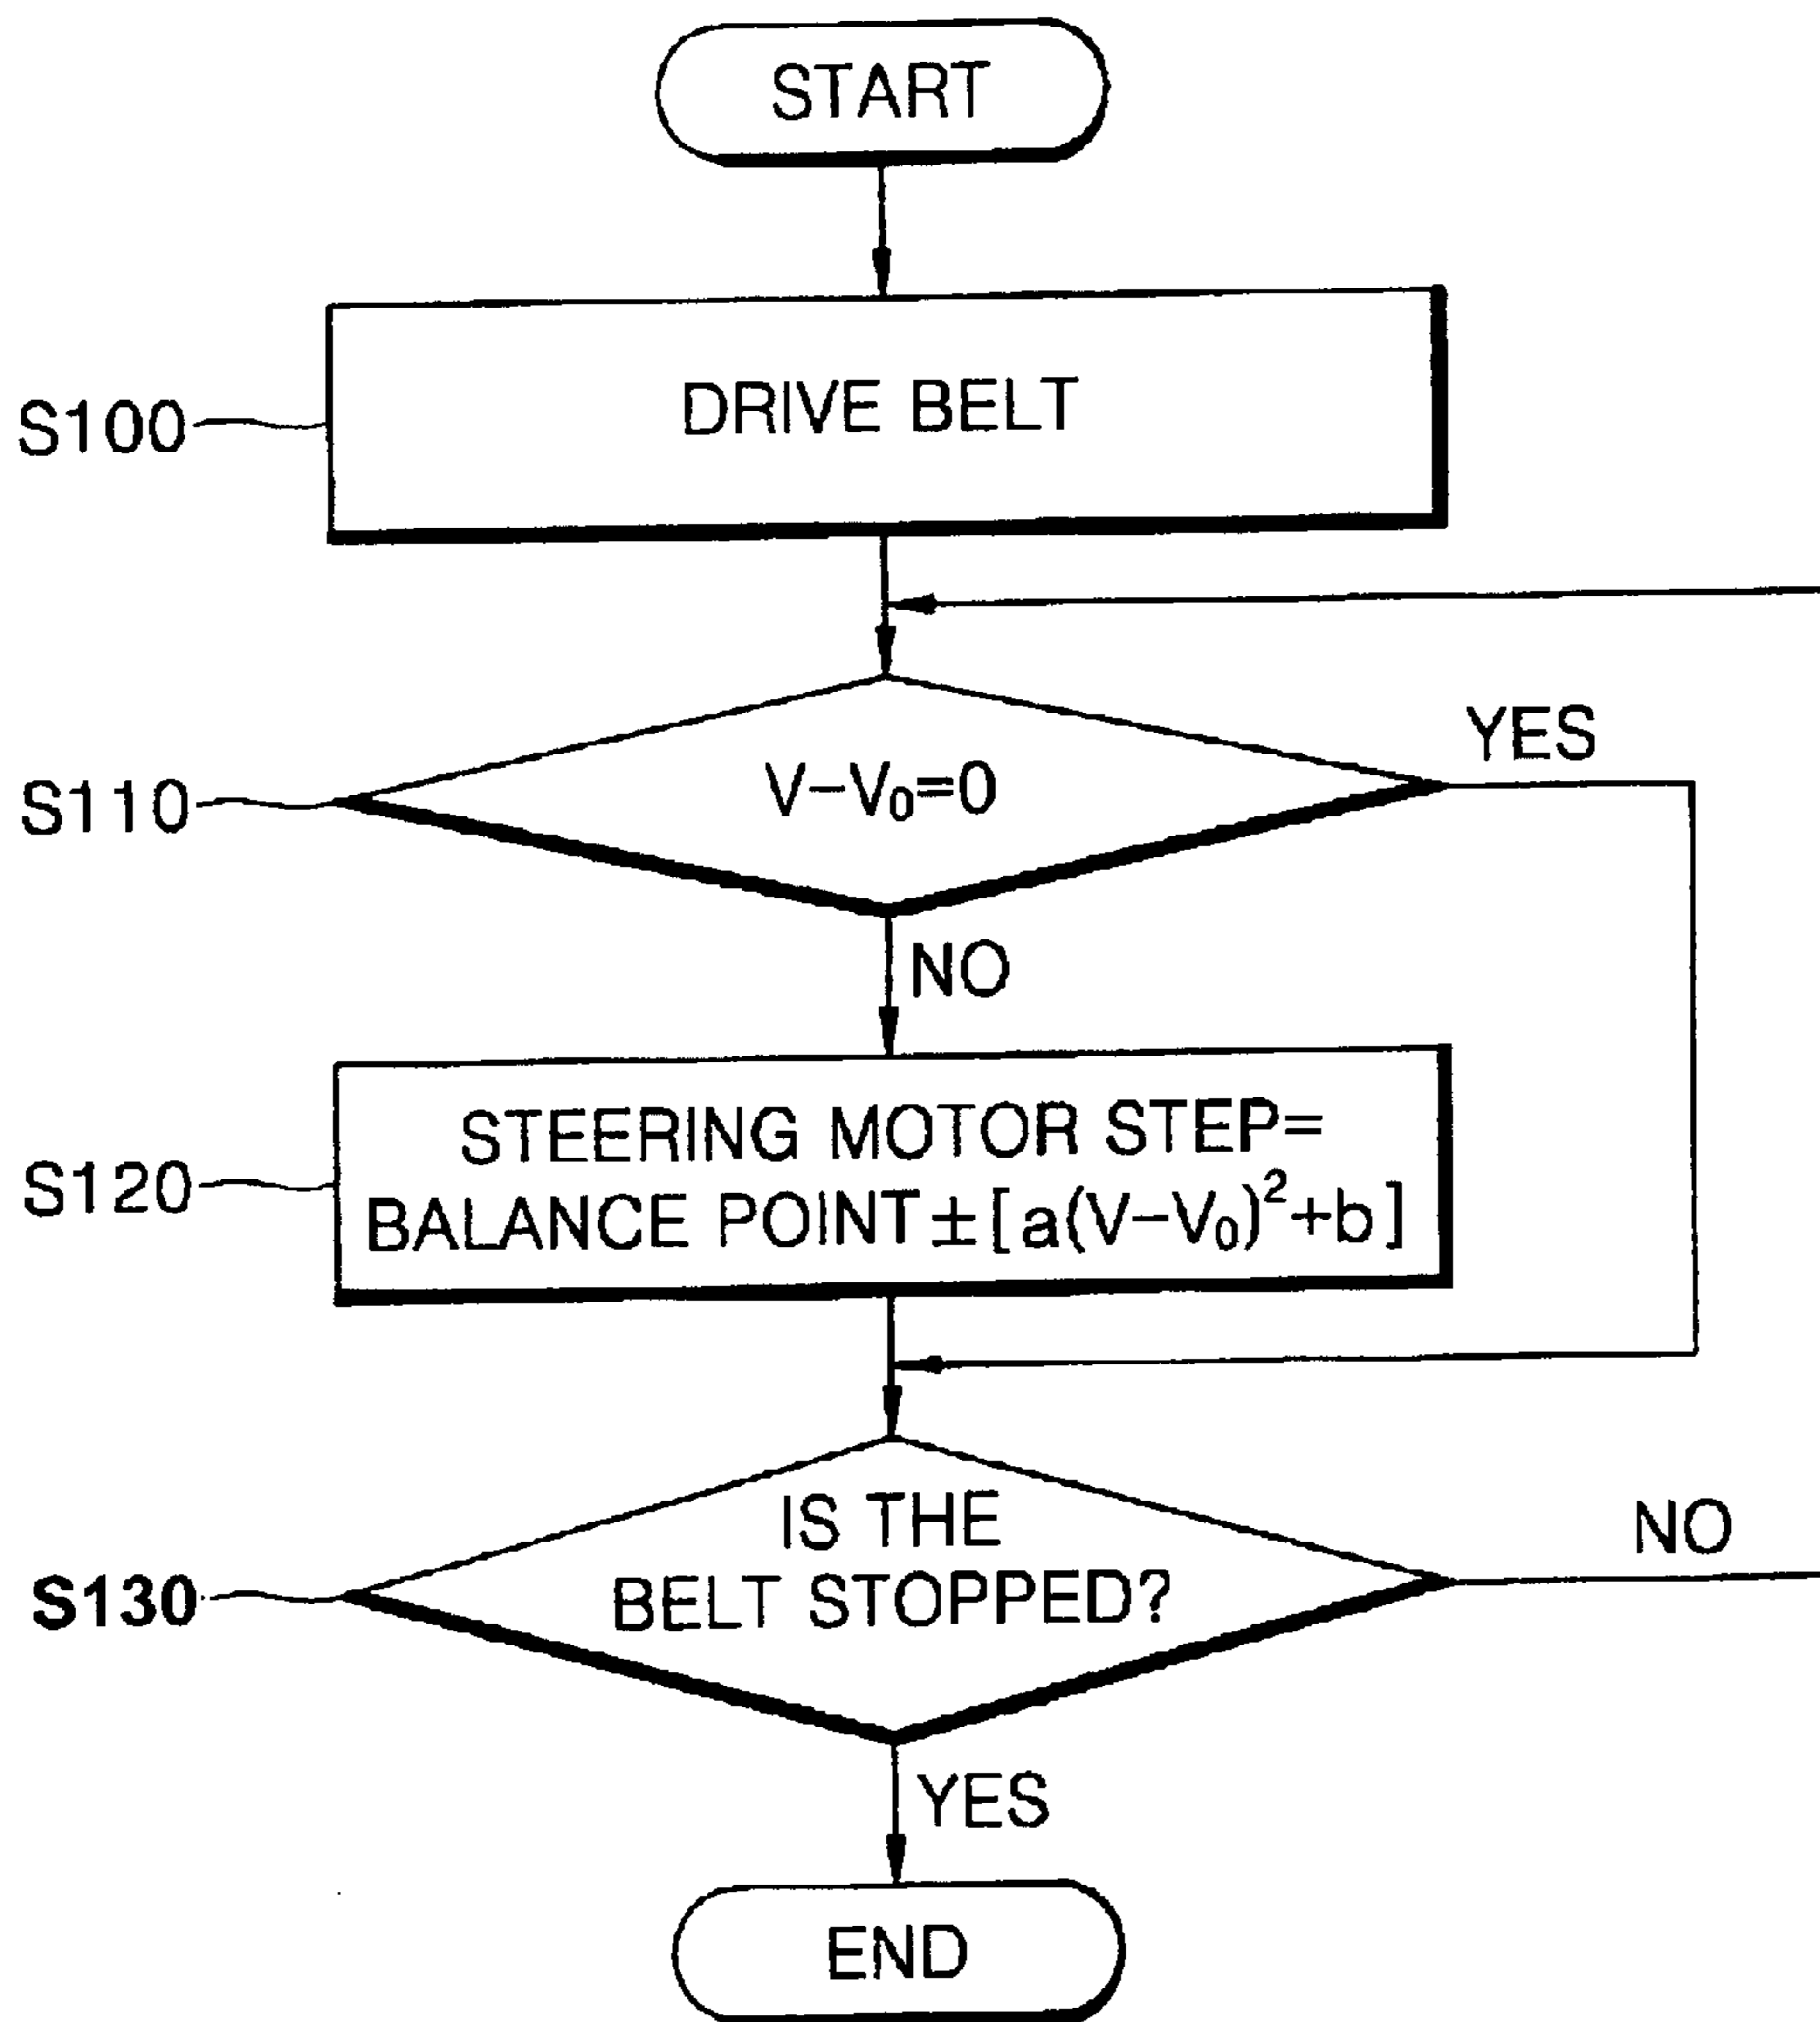 START
S100
DRIVE BELT
S110
V−V₀=0
YES
NO
S120
STEERING MOTOR STEP=
BALANCE POINT±[a(V−V₀)²+b]
S130
IS THE
BELT STOPPED?
NO
YES
END